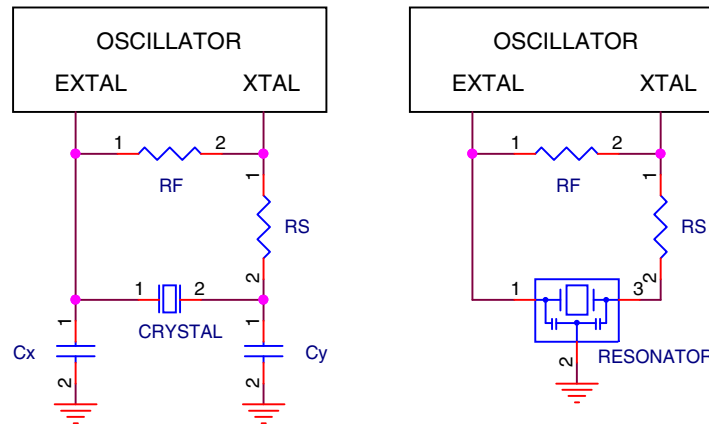 OSCILLATOR
EXTAL XTAL
1 2
RF
1
RS
2
1 2
CRYSTAL
1
Cx
2
1
Cy
2
OSCILLATOR
EXTAL XTAL
1 2
RF
1
RS
2
1 3
2
RESONATOR